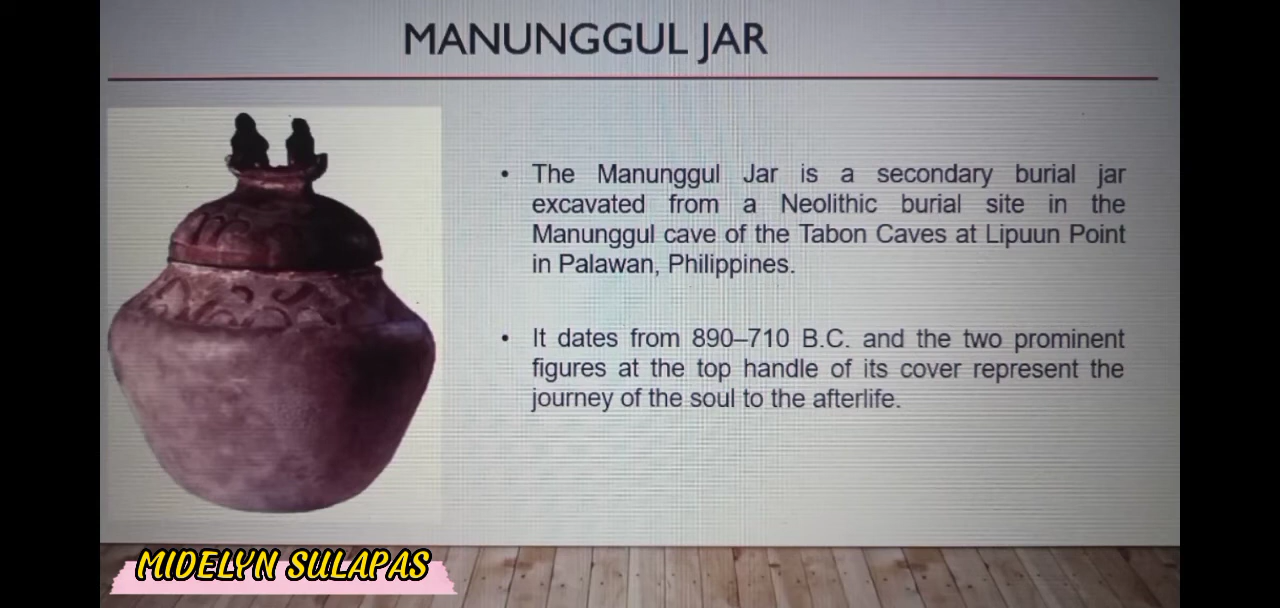 MANUNGGUL JAR
• The Manunggul Jar is a secondary burial jar
excavated from a Neolithic burial site in the
Manunggul cave of the Tabon Caves at Lipuun Point
in Palawan, Philippines.
• It dates from 890–710 B.C. and the two prominent
figures at the top handle of its cover represent the
journey of the soul to the afterlife.
MIDELYN SULAPAS